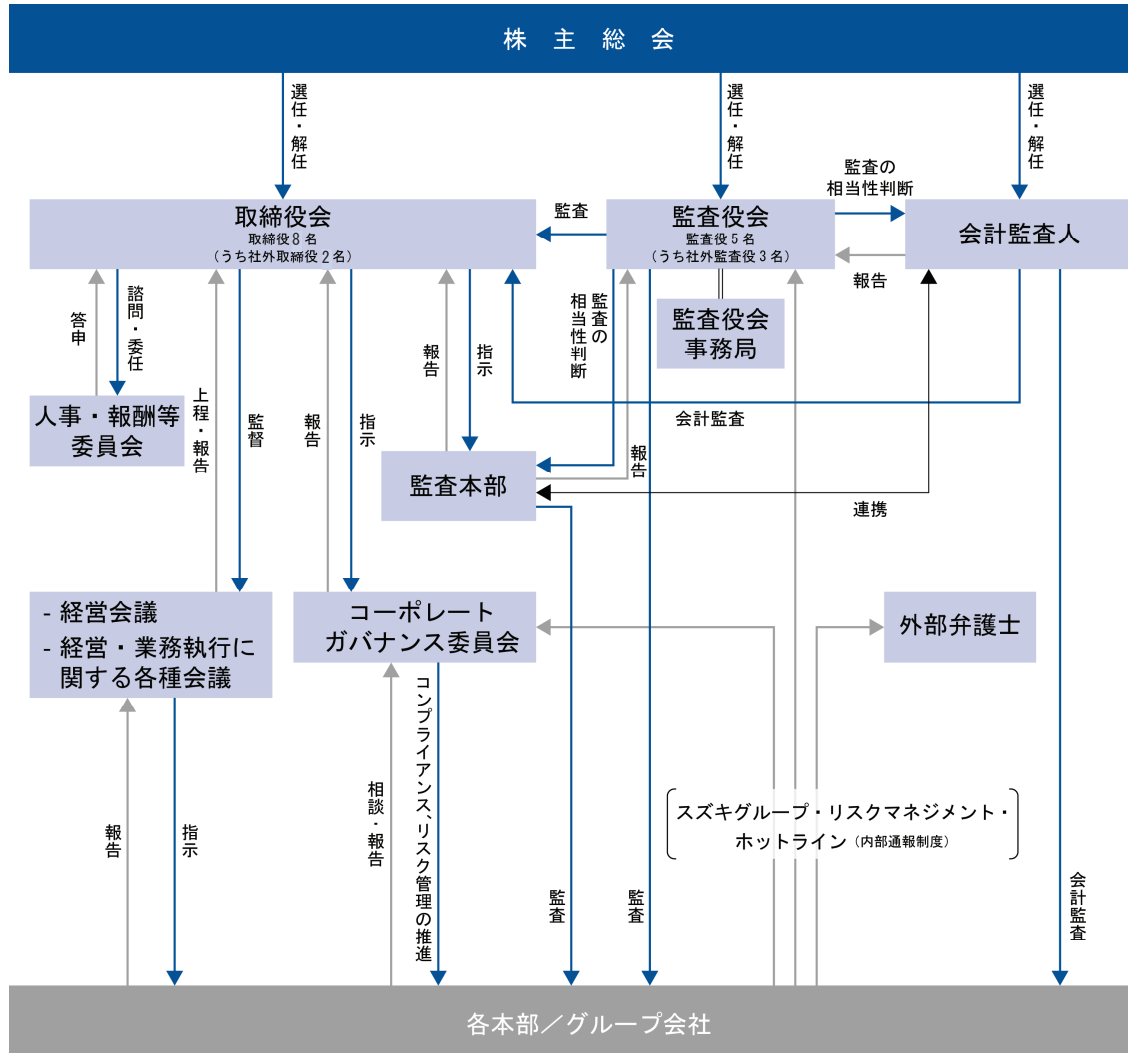 株主総会
選任・解任
選任・解任
選任・解任
取締役会
取締役8名
(うち社外取締役2名)
監査
監査役会
監査役5名
(うち社外監査役3名)
監査の
相当性判断
報告
会計監査人
監査役会
事務局
答申
諮問・委任
人事・報酬等
委員会
上程・報告
監督
報告
指示
報告
指示
監査の
相当性判断
報告
会計監査
監査本部
連携
- 経営会議
- 経営・業務執行に
関する各種会議
コーポレート
ガバナンス委員会
外部弁護士
報告
指示
相談・報告
コンプライアンス、リスク管理の推進
監査
監査
スズキグループ・リスクマネジメント・
ホットライン(内部通報制度)
会計監査
各本部/グループ会社